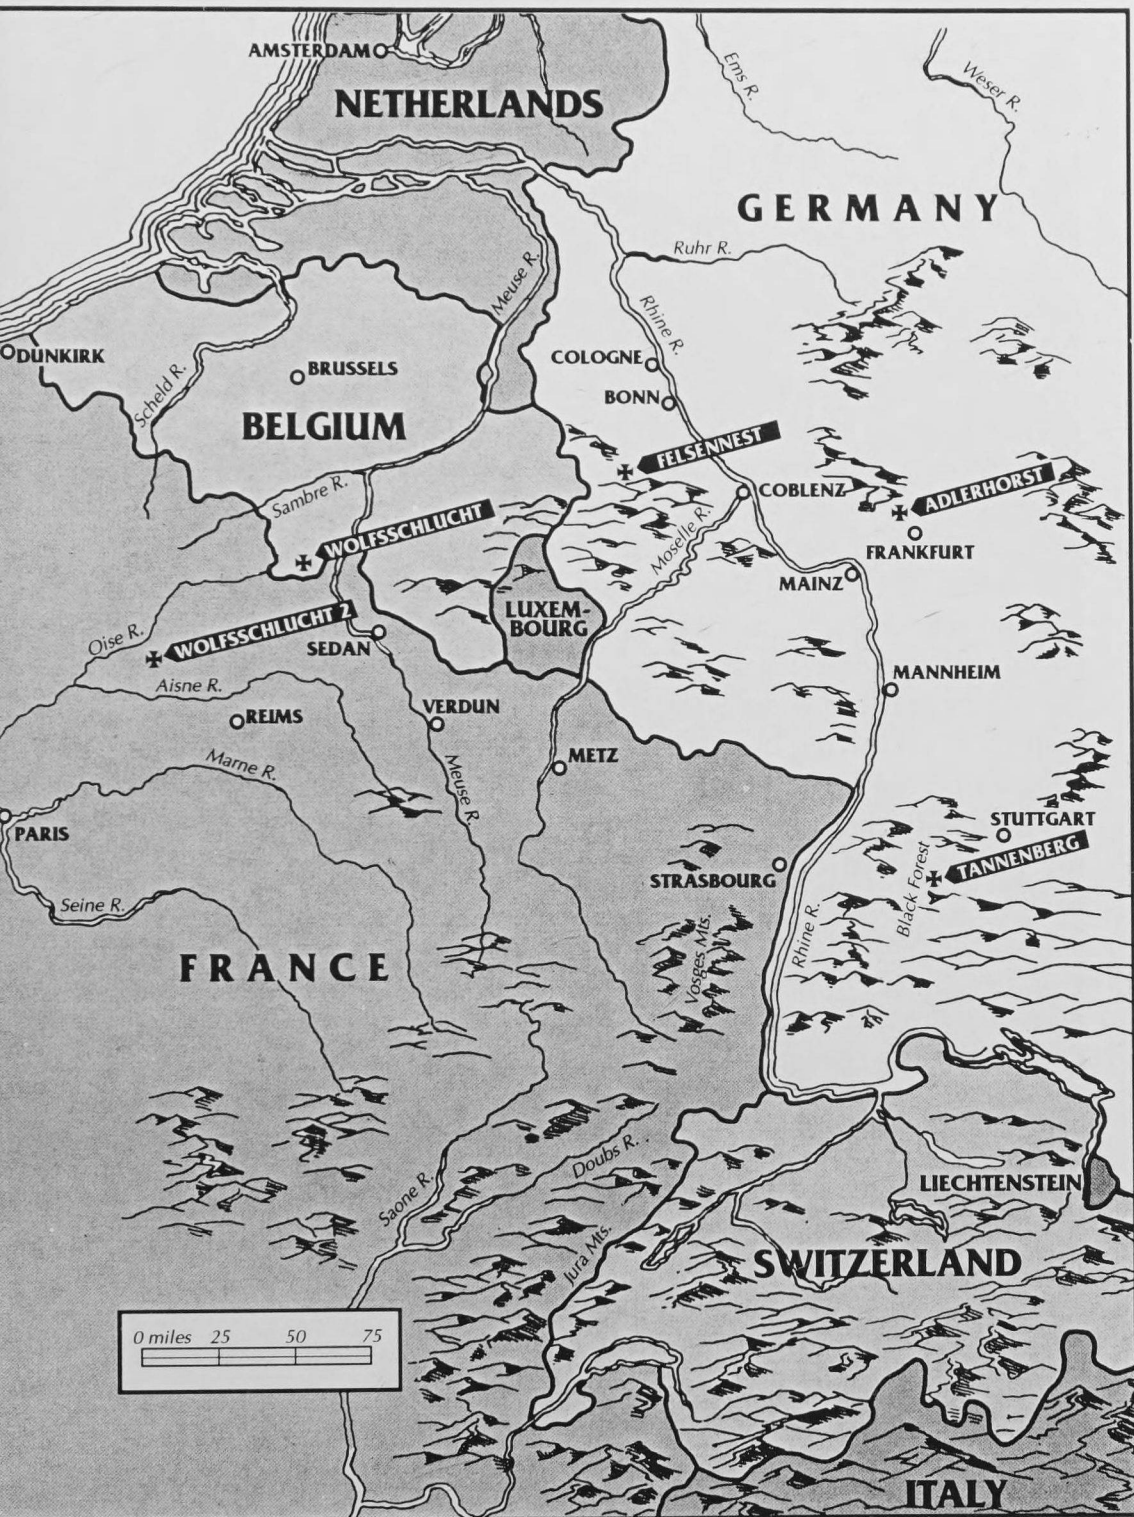 AMSTERDAM
NETHERLANDS
Ems R.
Weser R.
GERMANY
Ruhr R.
Meuse R.
Rhine R.
DUNKIRK
BRUSSELS
COLOGNE
BONN
Scheld R.
BELGIUM
FELSENNEST
COBLENZ
ADLERHORST
Sambre R.
WOLFSSCHLUCHT
Moselle R.
FRANKFURT
MAINZ
LUXEM-
BOURG
WOLFSSCHLUCHT 2
Oise R.
SEDAN
Aisne R.
MANNHEIM
REIMS
VERDUN
Marne R.
METZ
Meuse R.
PARIS
STUTTGART
TANNENBERG
STRASBOURG
Black Forest
Seine R.
Rhine R.
Vosges Mts.
FRANCE
Doubs R.
Saone R.
LIECHTENSTEIN
Jura Mts.
SWITZERLAND
0 miles 25 50 75
ITALY